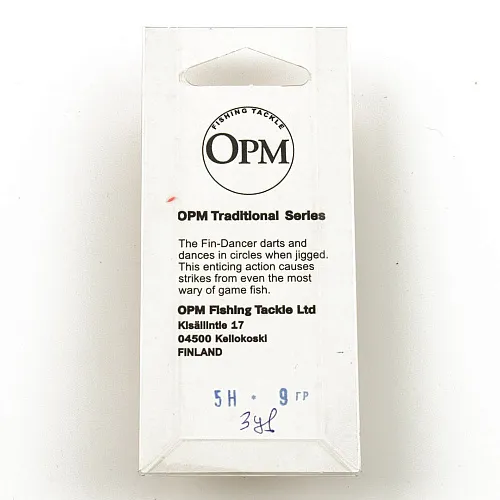 FISHING TACKLE
OPM
OPM Traditional Series
The Fin-Dancer darts and
dances in circles when jigged.
This enticing action causes
strikes from even the most
wary of game fish.
OPM Fishing Tackle Ltd
Kisällintie 17
04500 Kellokoski
FINLAND
5H · 9 ГР